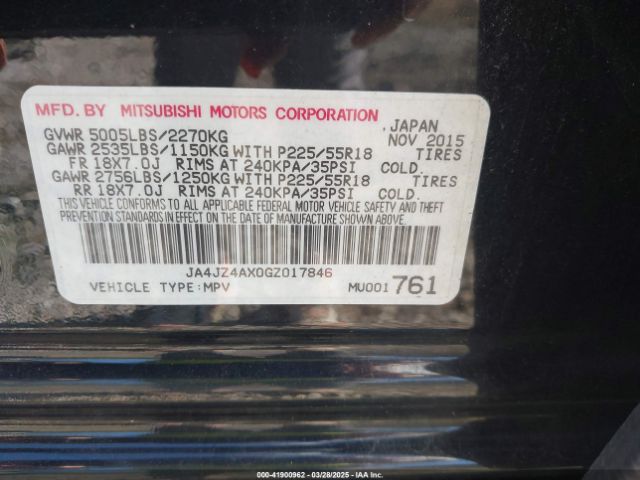 MFD. BY MITSUBISHI MOTORS CORPORATION
JAPAN
GVWR 5005LBS/2270KG NOV 2015
GAWR 2535LBS/1150KG WITH P225/55R18 TIRES
FR 18X7.0J RIMS AT 240KPA/35PSI COLD.
GAWR 2756LBS/1250KG WITH P225/55R18 TIRES
RR 18X7.0J RIMS AT 240KPA/35PSI COLD.
THIS VEHICLE CONFORMS TO ALL APPLICABLE FEDERAL MOTOR VEHICLE SAFETY AND THEFT
PREVENTION STANDARDS IN EFFECT ON THE DATE OF MANUFACTURE SHOWN ABOVE.
JA4JZ4AX0GZ017846
VEHICLE TYPE:MPV MU001 761
000-41900962 - 03/28/2025 - IAAI.COM